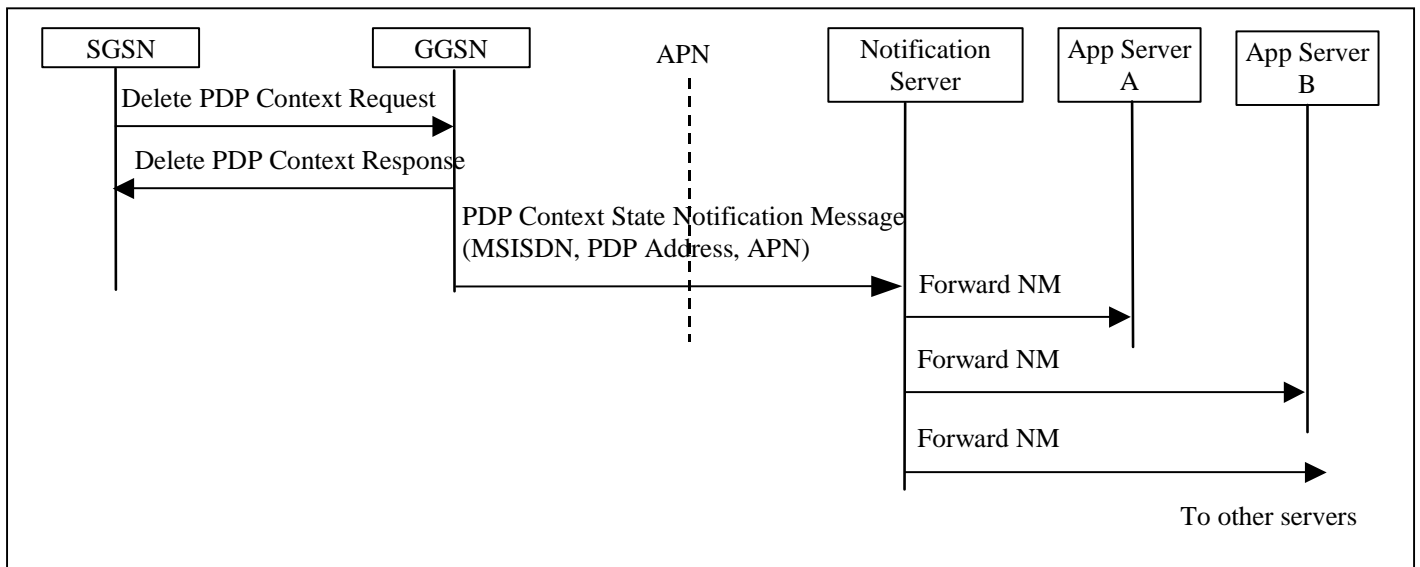 SGSN
GGSN
APN
Notification
Server
App Server
A
App Server
B
Delete PDP Context Request
Delete PDP Context Response
PDP Context State Notification Message
(MSISDN, PDP Address, APN)
Forward NM
Forward NM
Forward NM
To other servers